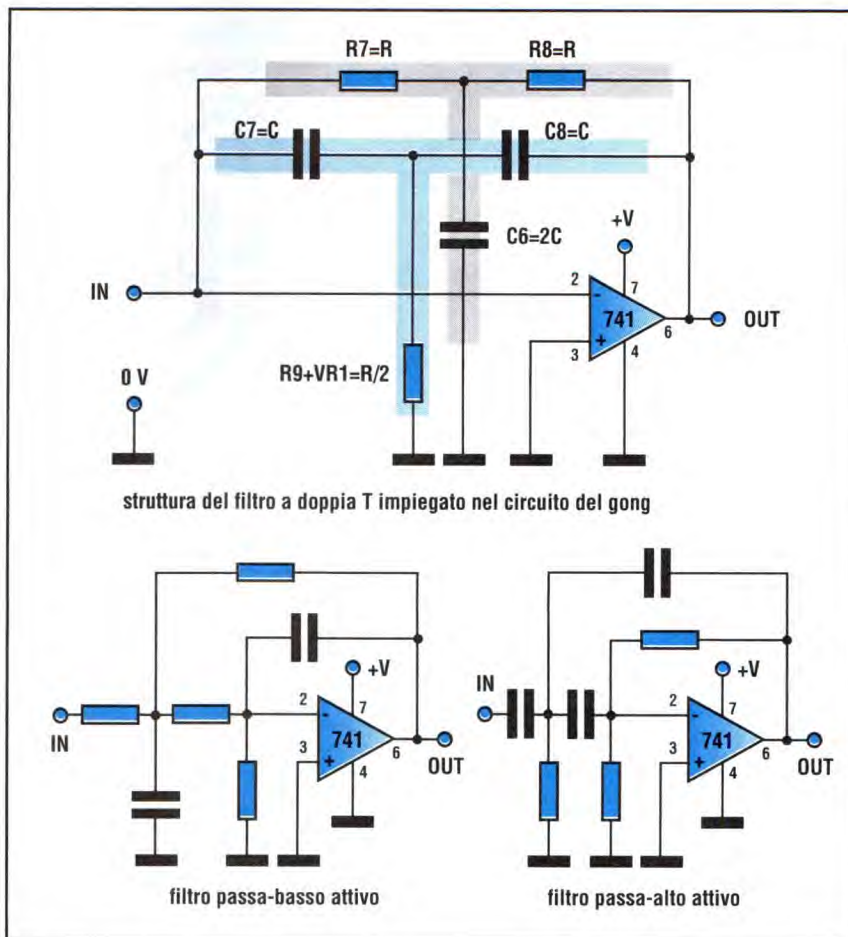 R7=R
R8=R
C7=C
C8=C
C6=2C
+V
IN
2
-
7
741
6
OUT
+
3
4
R9+VR1=R/2
0 V
struttura del filtro a doppia T impiegato nel circuito del gong
+V
IN
2
-
7
741
6
OUT
3
+
4
filtro passa-basso attivo
+V
IN
2
-
7
741
6
OUT
3
+
4
filtro passa-alto attivo